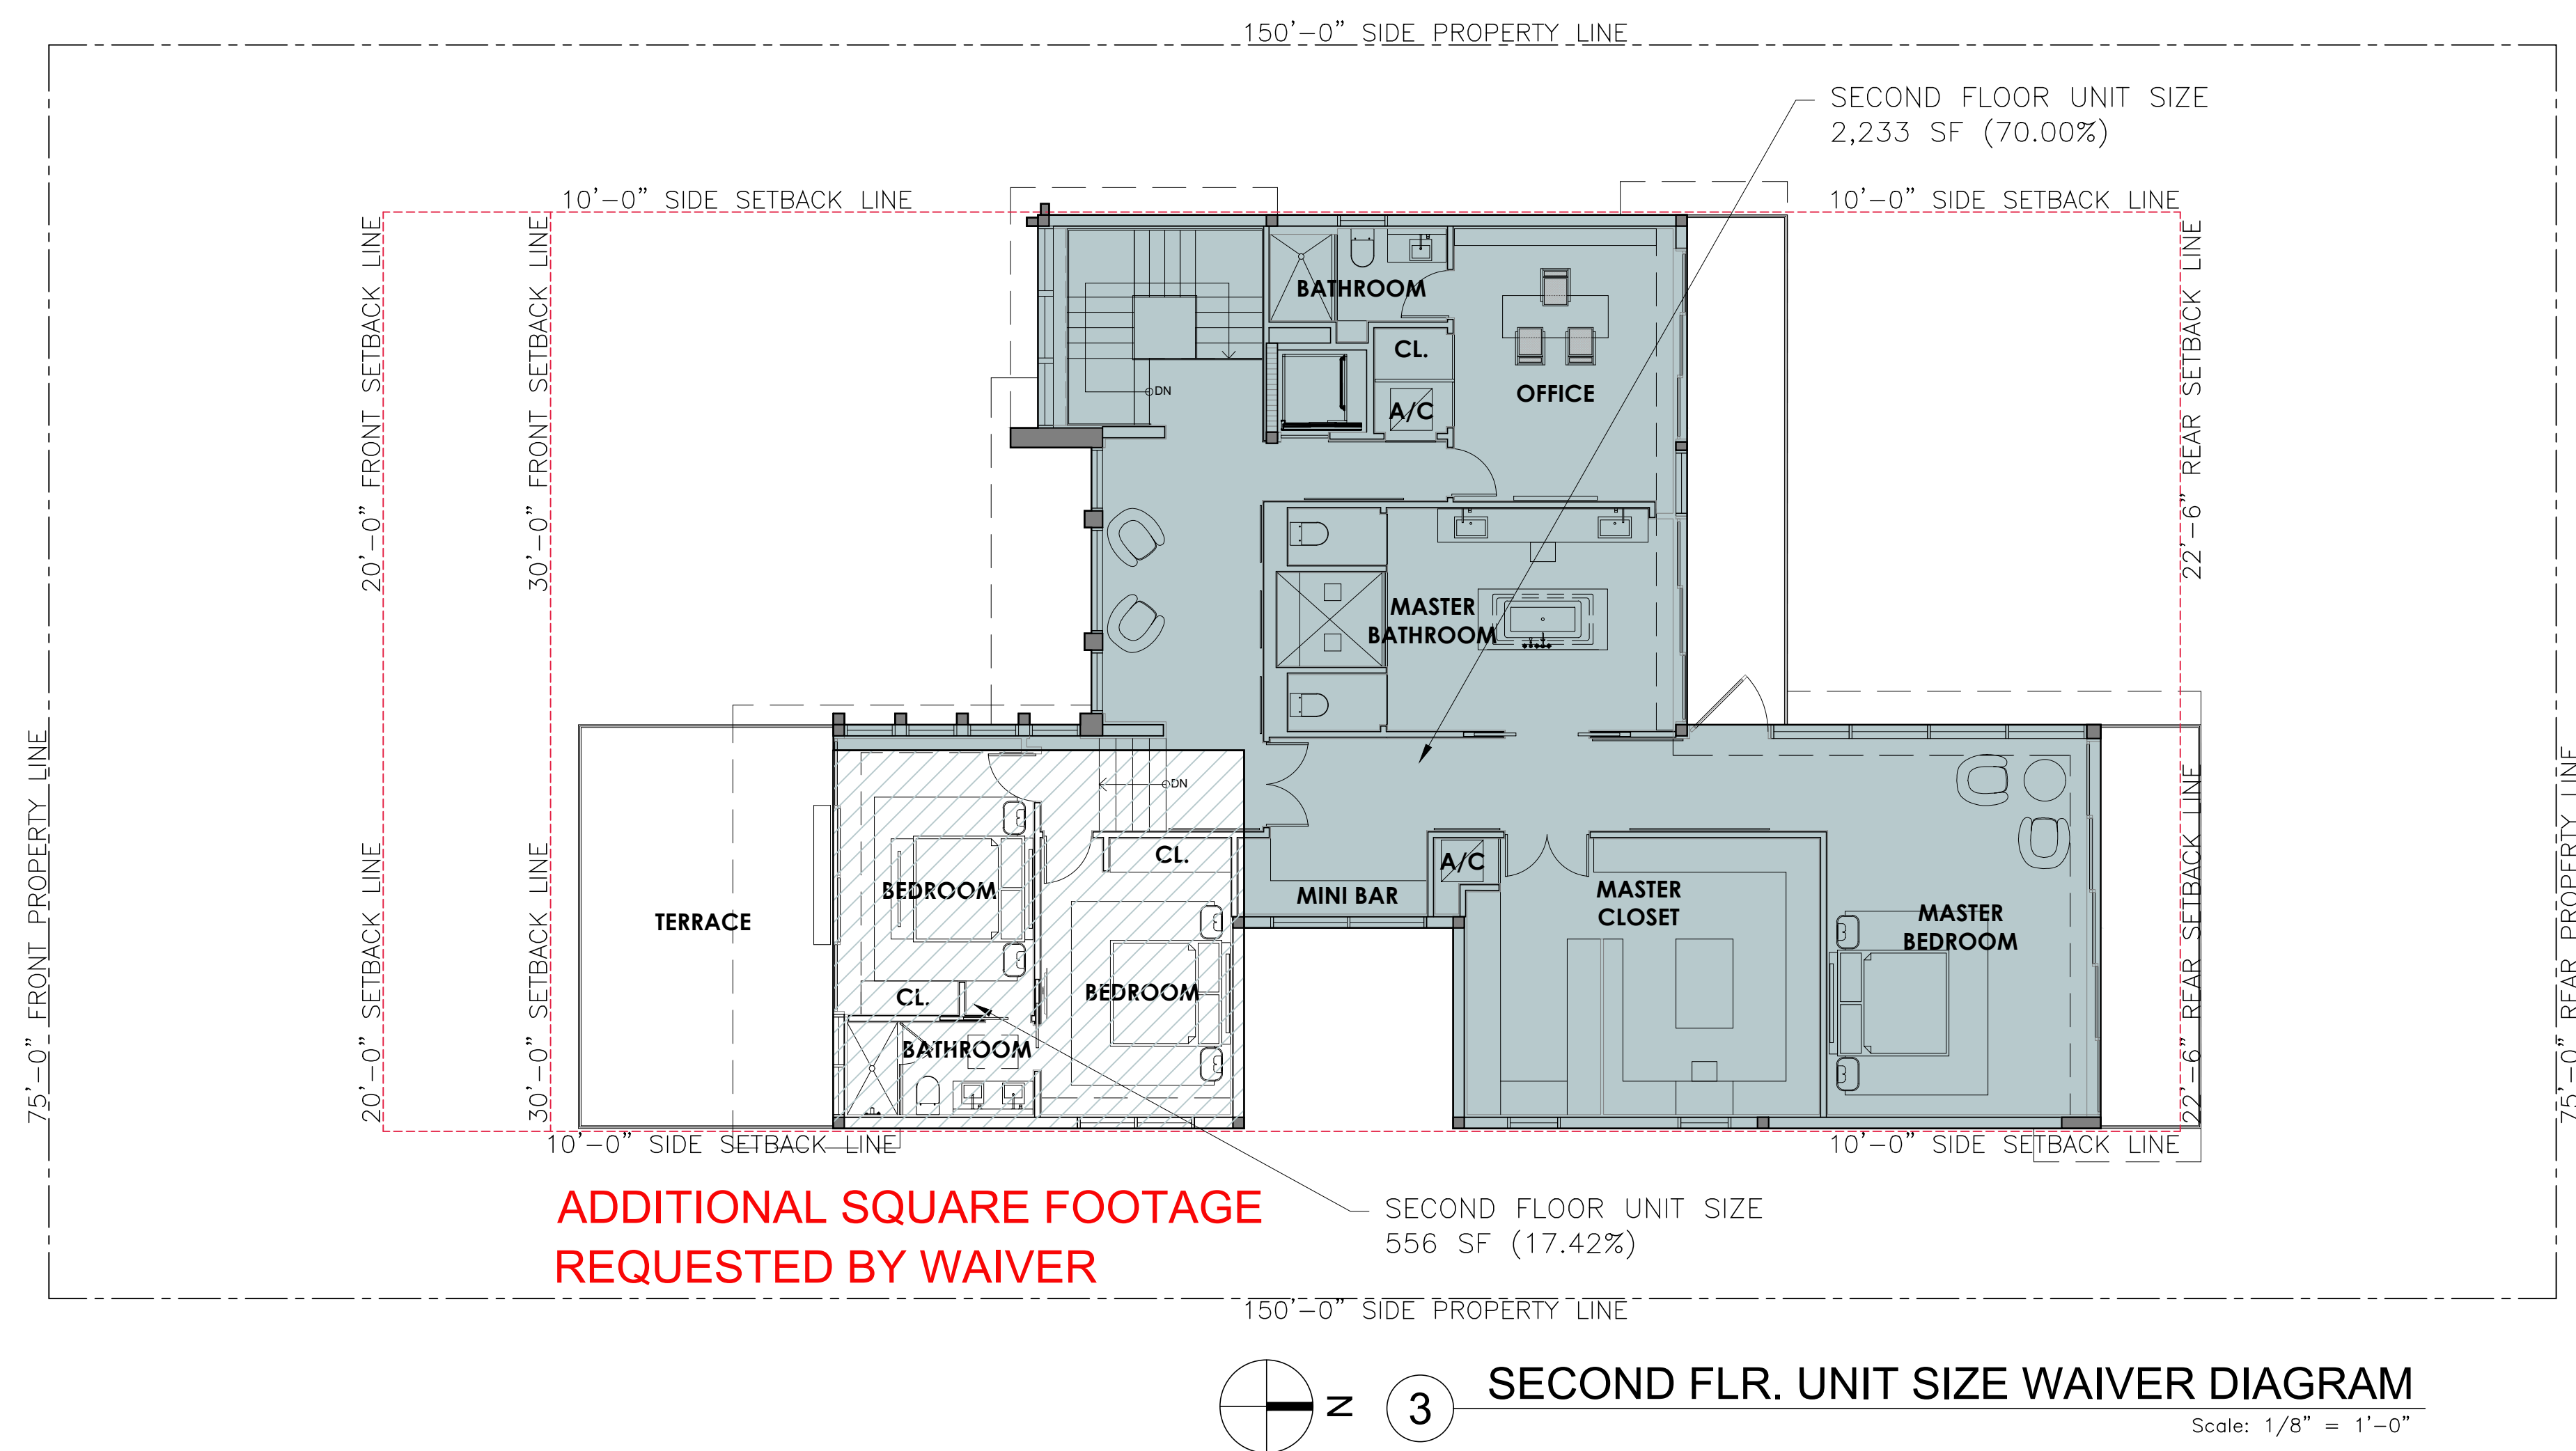 150'-0" SIDE PROPERTY LINE
SECOND FLOOR UNIT SIZE
2,233 SF (70.00%)
10'-0" SIDE SETBACK LINE
10'-0" SIDE SETBACK LINE
20'-0" FRONT SETBACK LINE
30'-0" FRONT SETBACK LINE
22'-6" REAR SETBACK LINE
BATHROOM
CL.
OFFICE
A/C
DN
MASTER
BATHROOM
75'-0" FRONT PROPERTY LINE
20'-0" SETBACK LINE
30'-0" SETBACK LINE
22'-6" REAR SETBACK LINE
75'-0" REAR PROPERTY LINE
DN
CL.
A/C
BEDROOM
MINI BAR
MASTER
CLOSET
TERRACE
MASTER
BEDROOM
CL.
BEDROOM
BATHROOM
10'-0" SIDE SETBACK LINE
10'-0" SIDE SETBACK LINE
ADDITIONAL SQUARE FOOTAGE
REQUESTED BY WAIVER
SECOND FLOOR UNIT SIZE
556 SF (17.42%)
150'-0" SIDE PROPERTY LINE
N
3
SECOND FLR. UNIT SIZE WAIVER DIAGRAM
Scale: 1/8" = 1'-0"